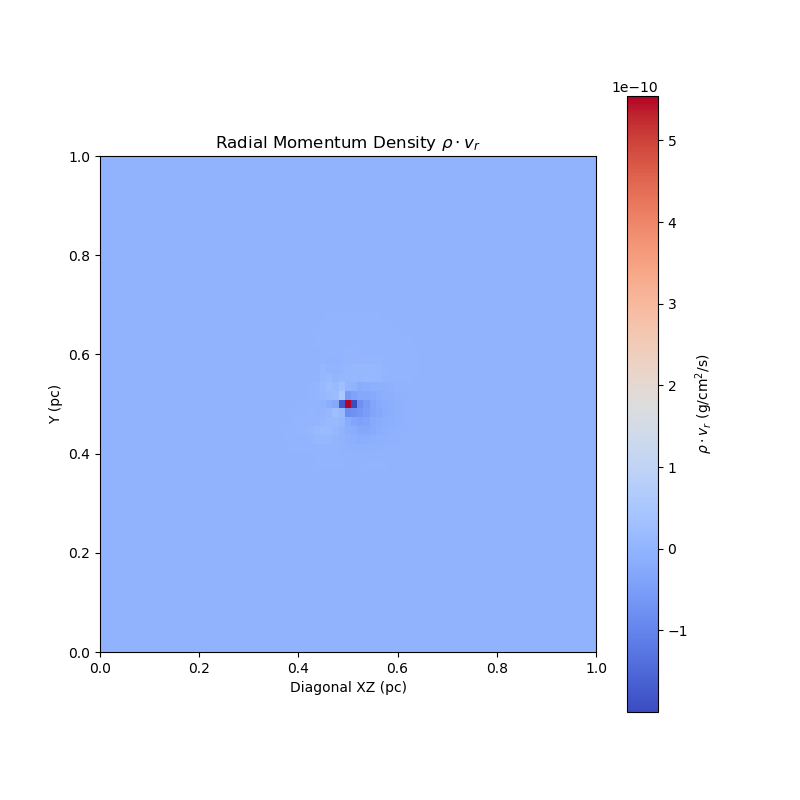 1e−10
Radial Momentum Density ρ · v_r
1.0
0.8
0.6
0.4
0.2
0.0
Y (pc)
0.0 0.2 0.4 0.6 0.8 1.0
Diagonal XZ (pc)
5
4
3
2
1
0
−1
ρ · v_r (g/cm²/s)